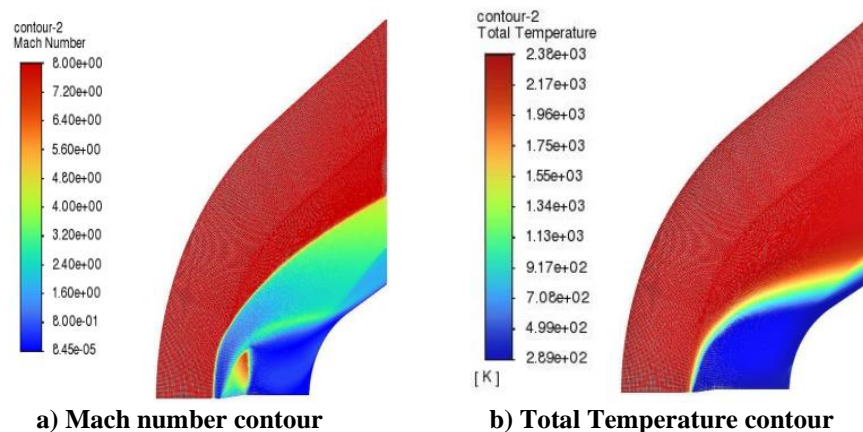 contour-2
Mach Number
8.00e+00
7.20e+00
6.40e+00
5.60e+00
4.80e+00
4.00e+00
3.20e+00
2.40e+00
1.60e+00
8.00e-01
8.45e-05
contour-2
Total Temperature
2.38e+03
2.17e+03
1.96e+03
1.75e+03
1.55e+03
1.34e+03
1.13e+03
9.17e+02
7.08e+02
4.99e+02
2.89e+02
[ K ]
a) Mach number contour
b) Total Temperature contour